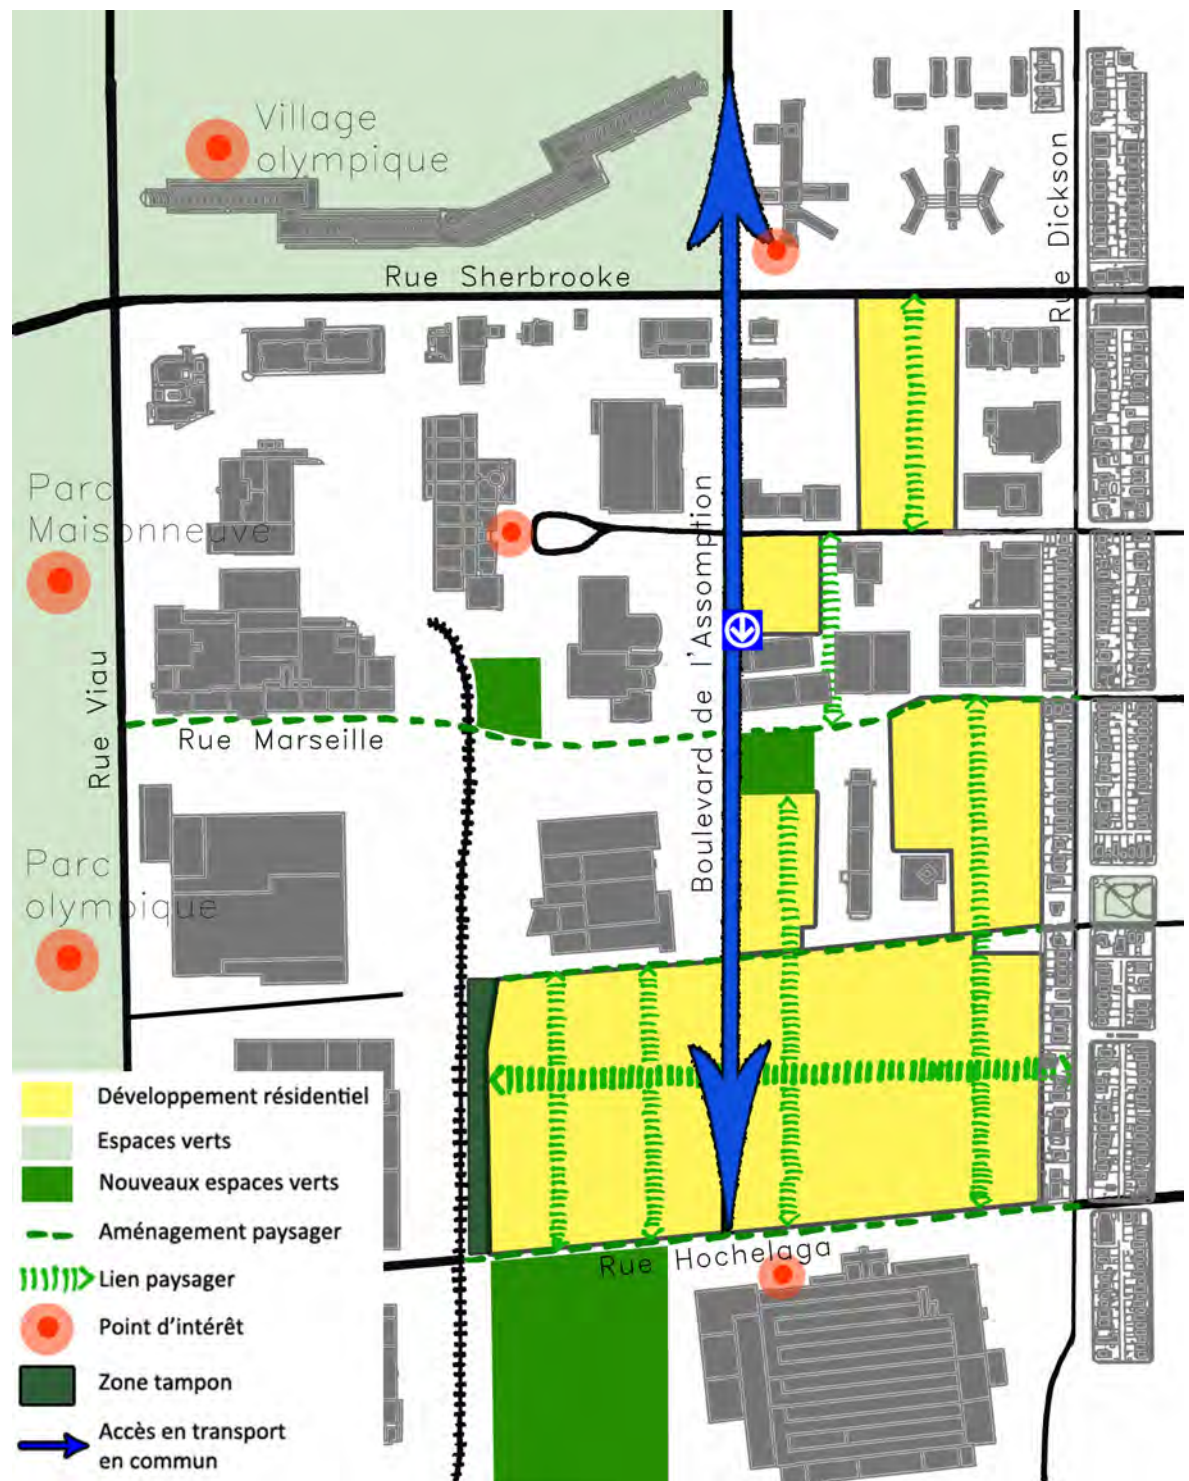 Village
olympique
Rue Sherbrooke
Rue Dickson
Parc
Maisonneuve
Boulevard de l'Assomption
Rue Viau
Rue Marseille
Parc
olympique
Rue Hochelaga
Développement résidentiel
Espaces verts
Nouveaux espaces verts
Aménagement paysager
Lien paysager
Point d'intérêt
Zone tampon
Accès en transport
en commun